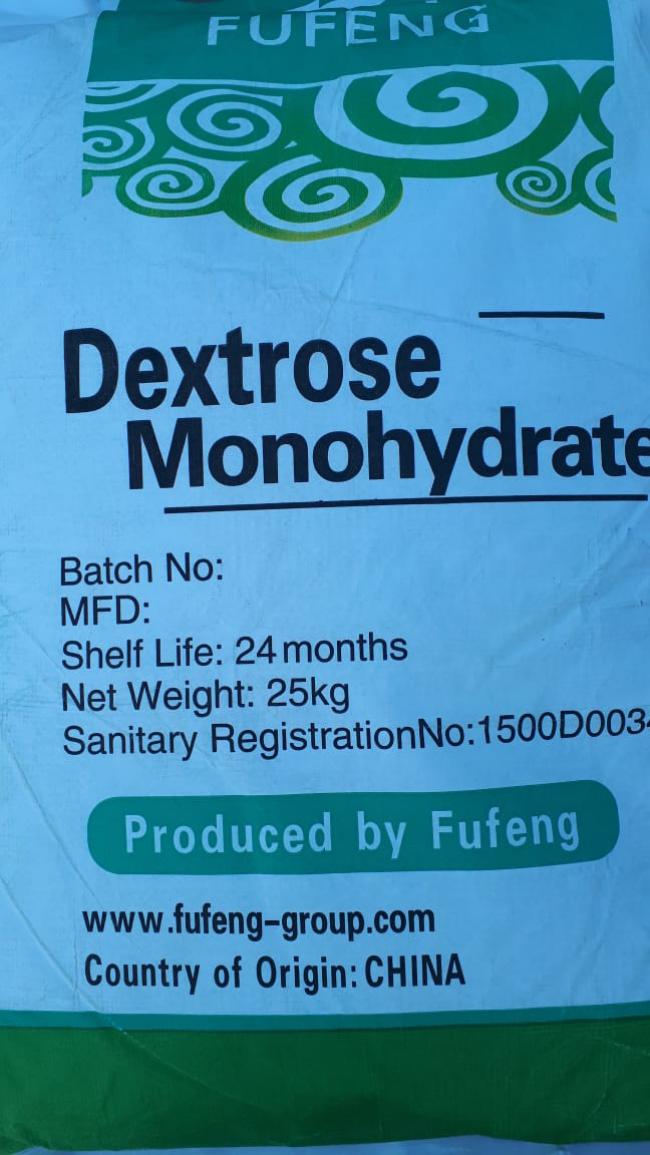 FUFENG
Dextrose
Monohydrate
Batch No:
MFD:
Shelf Life: 24 months
Net Weight: 25kg
Sanitary RegistrationNo:1500D003
Produced by Fufeng
www.fufeng-group.com
Country of Origin: CHINA